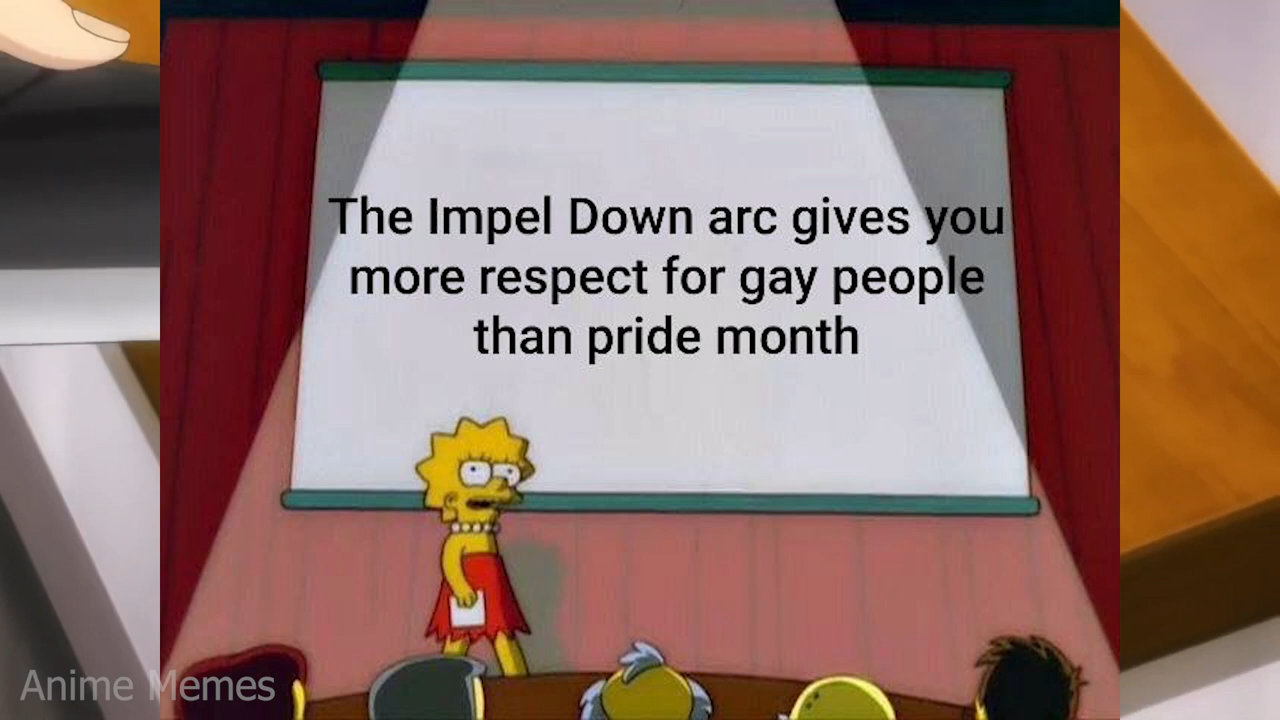 The Impel Down arc gives you
more respect for gay people
than pride month
Anime Memes